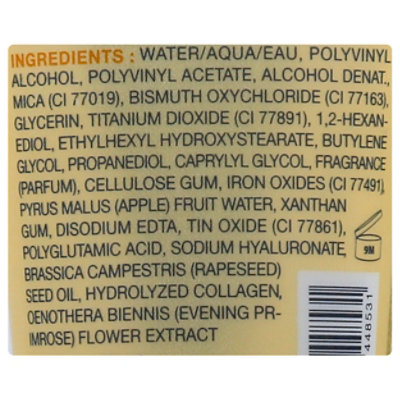 INGREDIENTS : WATER/AQUA/EAU, POLYVINYL
ALCOHOL, POLYVINYL ACETATE, ALCOHOL DENAT.,
MICA (CI 77019), BISMUTH OXYCHLORIDE (CI 77163),
GLYCERIN, TITANIUM DIOXIDE (CI 77891), 1,2-HEXAN-
EDIOL, ETHYLHEXYL HYDROXYSTEARATE, BUTYLENE
GLYCOL, PROPANEDIOL, CAPRYLYL GLYCOL, FRAGRANCE
(PARFUM), CELLULOSE GUM, IRON OXIDES (CI 77491),
PYRUS MALUS (APPLE) FRUIT WATER, XANTHAN
GUM, DISODIUM EDTA, TIN OXIDE (CI 77861),
POLYGLUTAMIC ACID, SODIUM HYALURONATE,
BRASSICA CAMPESTRIS (RAPESEED)
SEED OIL, HYDROLYZED COLLAGEN,
OENOTHERA BIENNIS (EVENING PR-
IMROSE) FLOWER EXTRACT
9M
448531